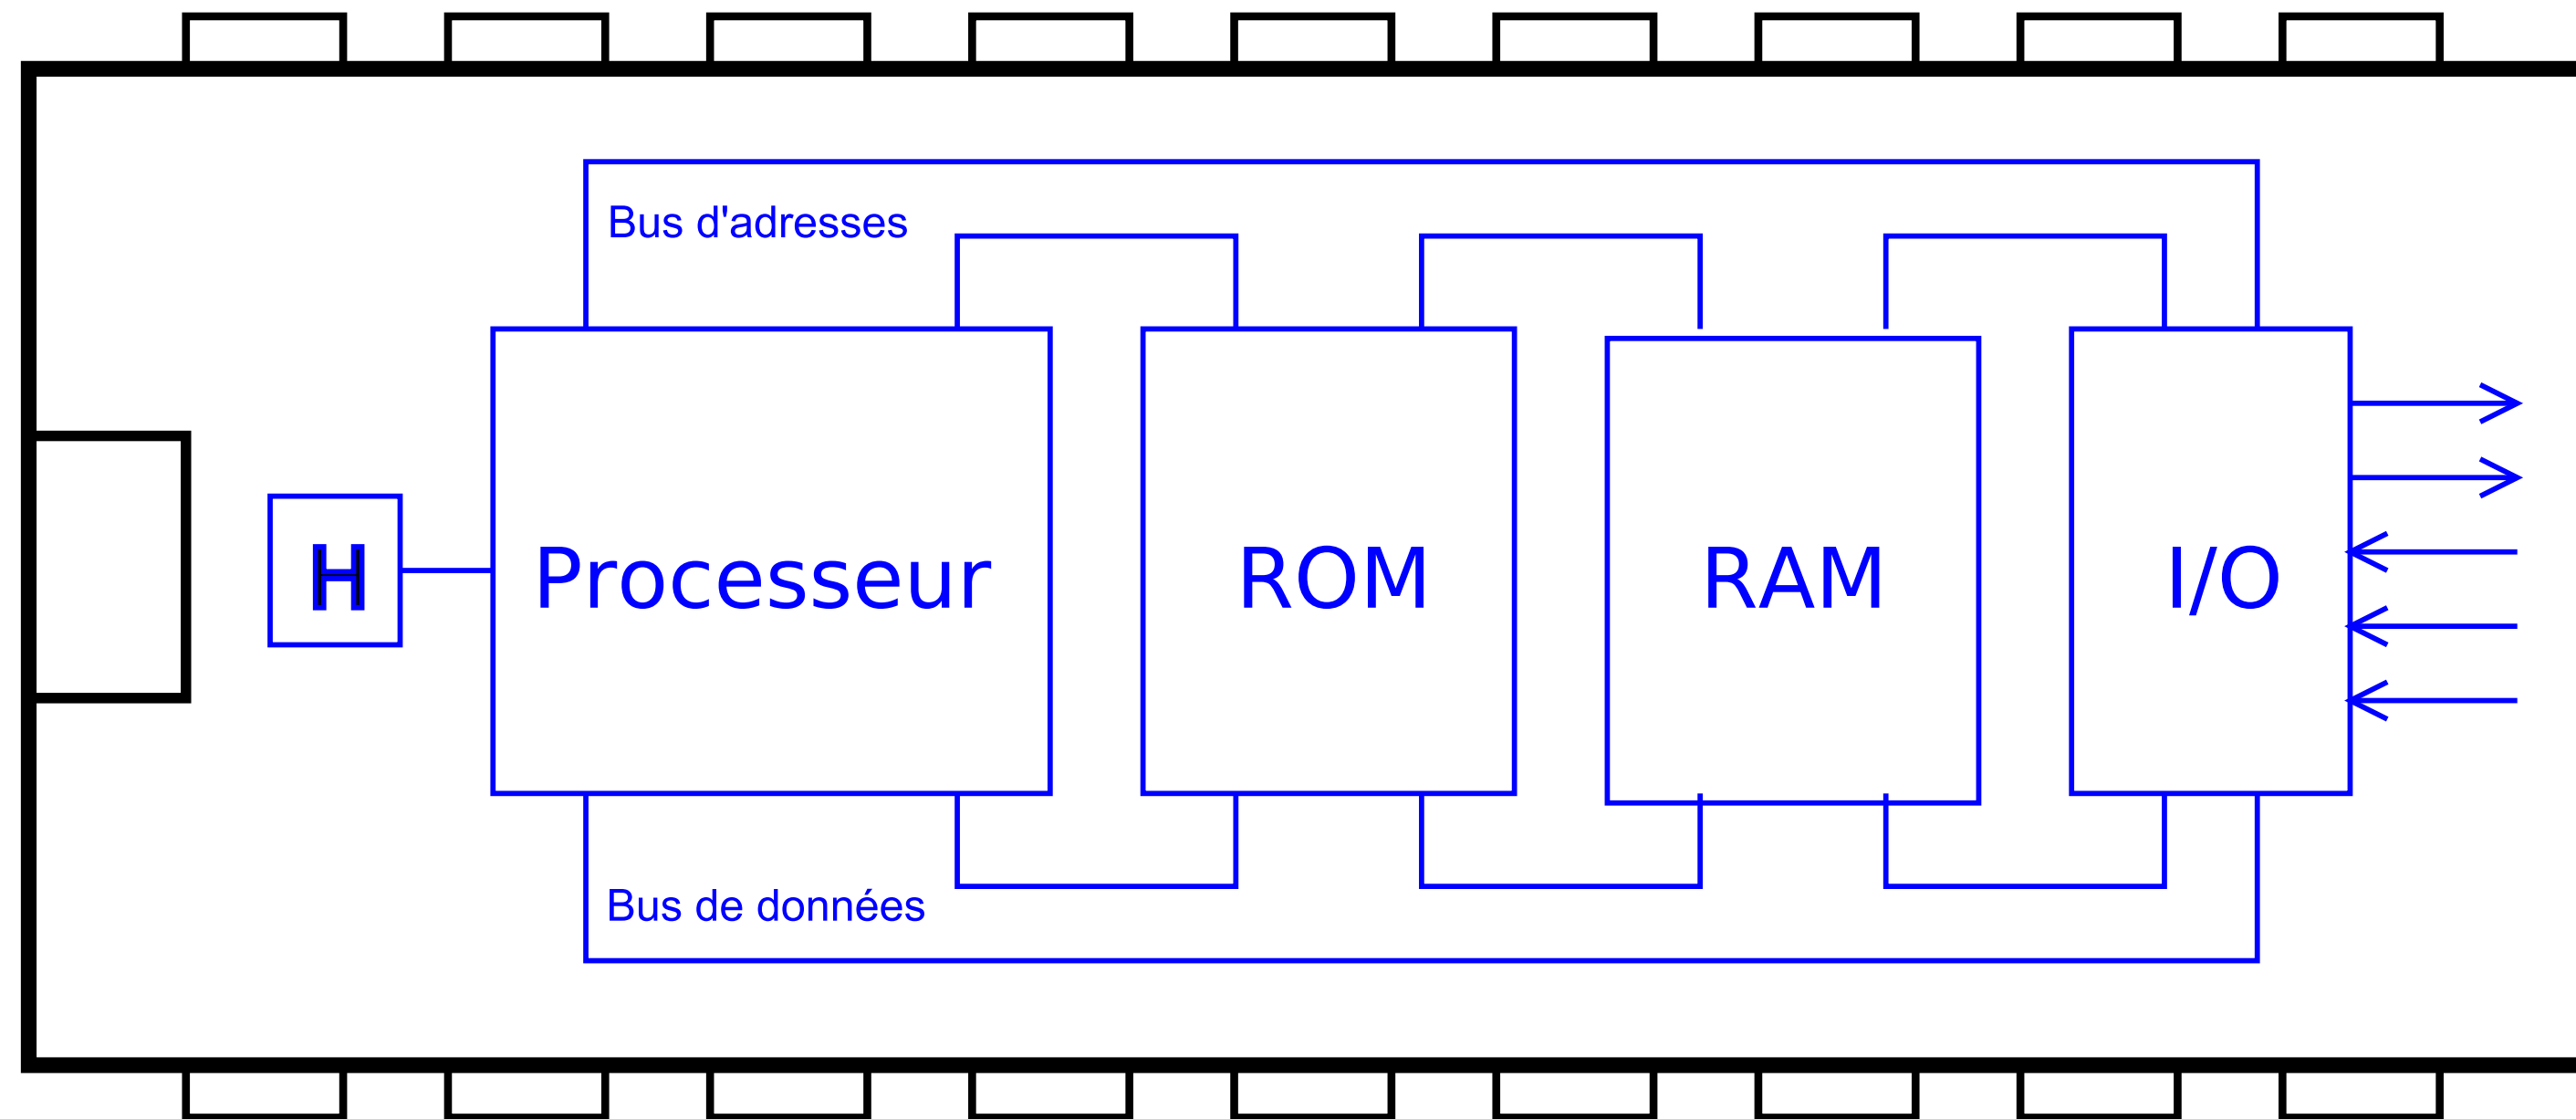 Bus d'adresses
H
Processeur
ROM
RAM
I/O
Bus de données